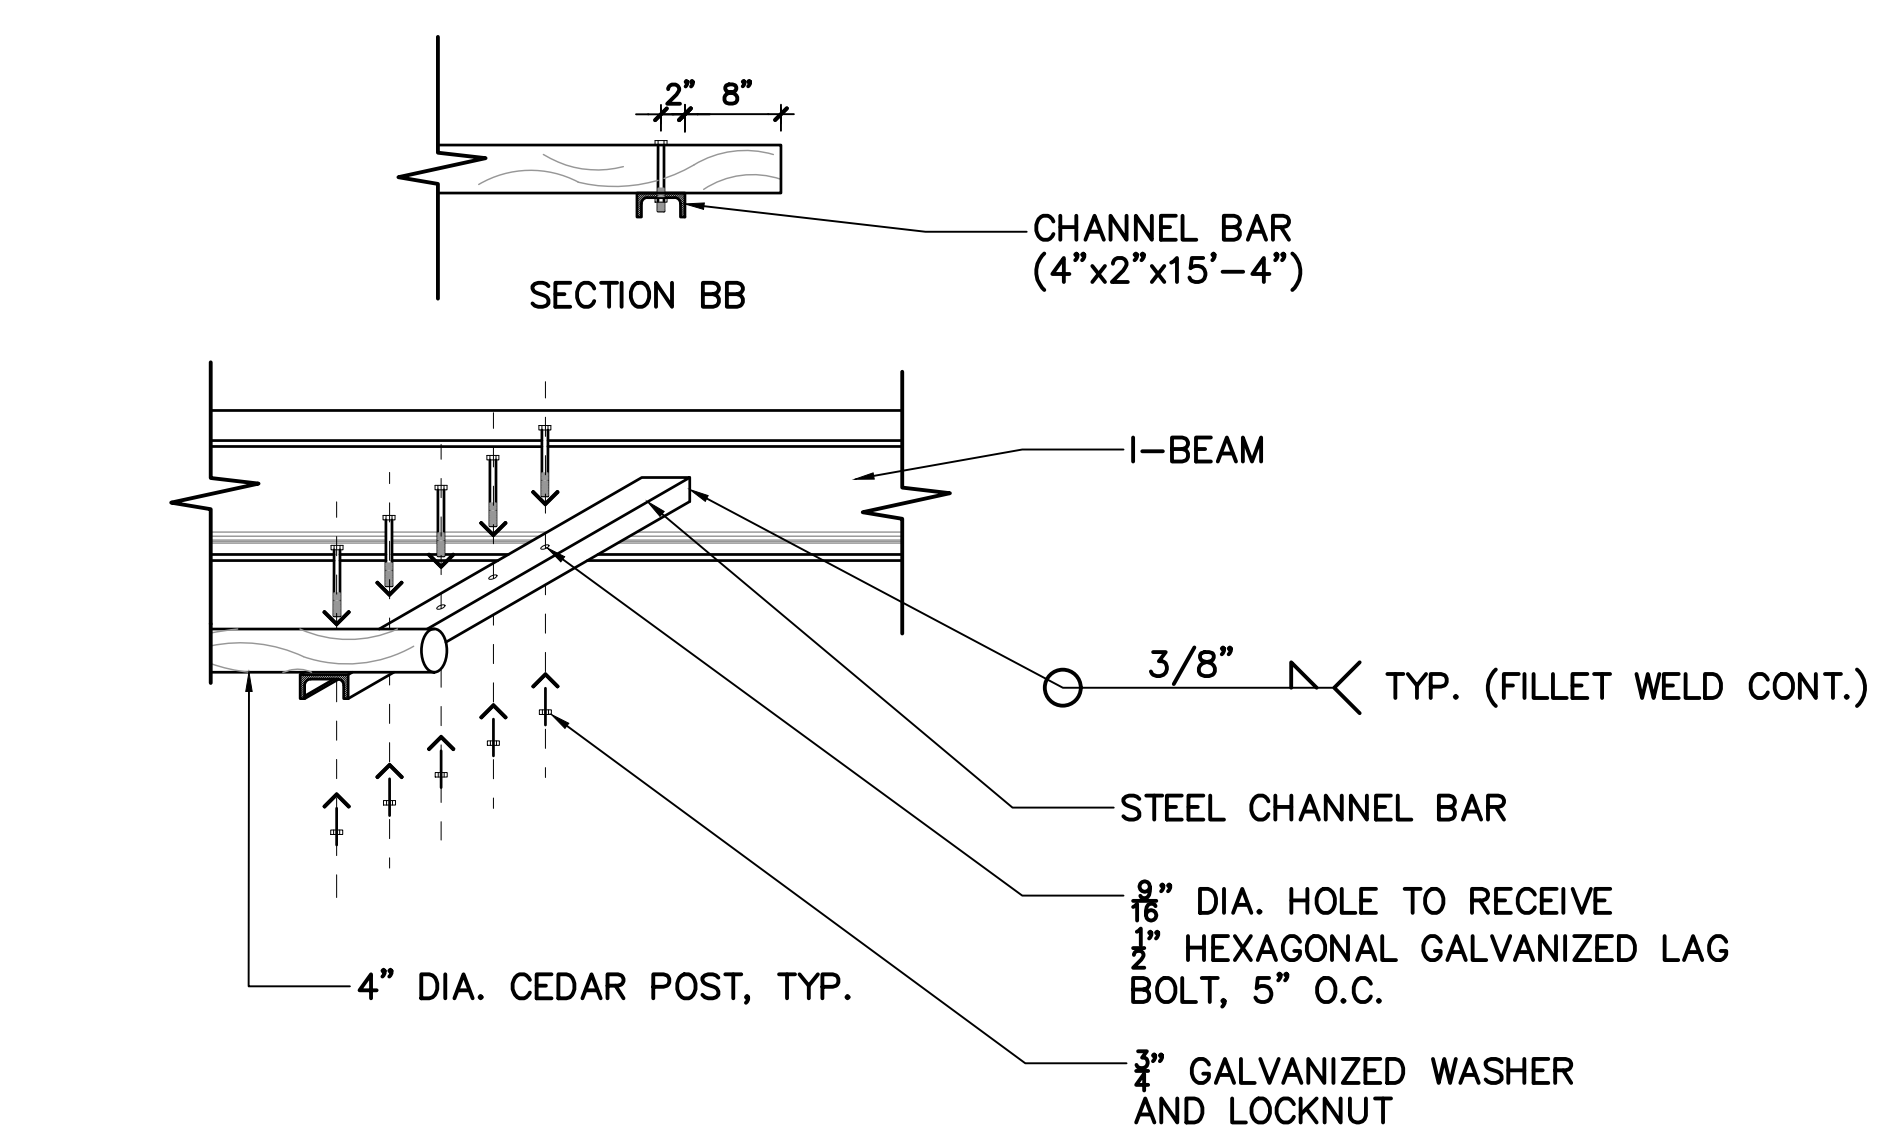 2” 8”
CHANNEL BAR
(4”x2”x15’-4”)
SECTION BB
I-BEAM
3/8”
TYP. (FILLET WELD CONT.)
STEEL CHANNEL BAR
9/16” DIA. HOLE TO RECEIVE
1/2” HEXAGONAL GALVANIZED LAG
BOLT, 5” O.C.
4” DIA. CEDAR POST, TYP.
3/4” GALVANIZED WASHER
AND LOCKNUT